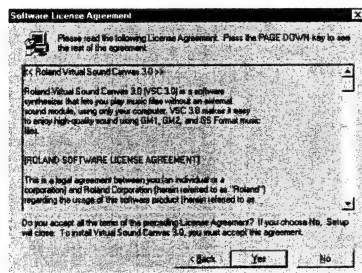 Software License Agreement
Please read the following License Agreement. Press the PAGE DOWN key to see
the rest of the agreement.
<< Roland Virtual Sound Canvas 3.0 >>
Roland Virtual Sound Canvas 3.0 (VSC 3.0) is a software
synthesizer that lets you play music files without an external
sound module, using only your computer. VSC 3.0 makes it easy
to enjoy high-quality sound using GM1, GM2, and GS Format music
files.
(ROLAND SOFTWARE LICENSE AGREEMENT)
This is a legal agreement between you (an individual or a
corporation) and Roland Corporation (herein referred to as "Roland")
regarding the usage of this software product (herein referred to as
Do you accept all the terms of the preceding License Agreement? If you choose No, Setup
will close. To install Virtual Sound Canvas 3.0, you must accept this agreement.
< Back
Yes
No